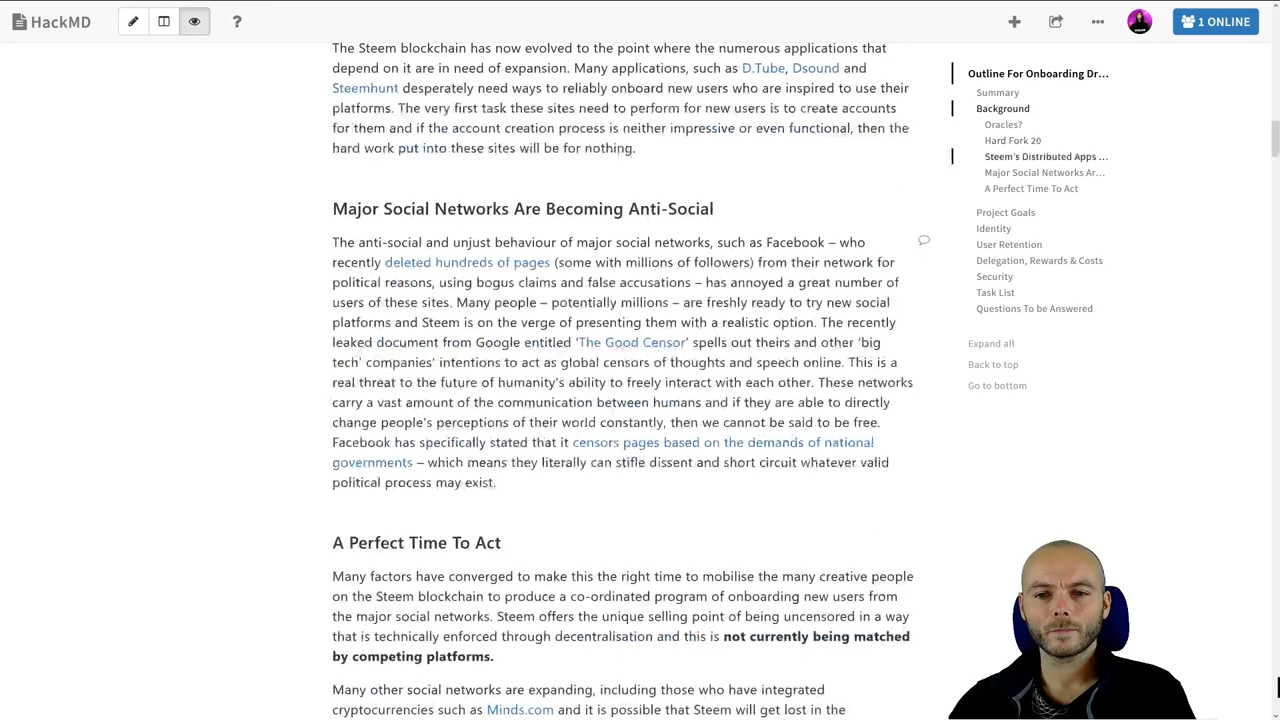 HackMD
?
1 ONLINE
The Steem blockchain has now evolved to the point where the numerous applications that
depend on it are in need of expansion. Many applications, such as D.Tube, Dsound and
Steemhunt desperately need ways to reliably onboard new users who are inspired to use their
platforms. The very first task these sites need to perform for new users is to create accounts
for them and if the account creation process is neither impressive or even functional, then the
hard work put into these sites will be for nothing.
Major Social Networks Are Becoming Anti-Social
The anti-social and unjust behaviour of major social networks, such as Facebook – who
recently deleted hundreds of pages (some with millions of followers) from their network for
political reasons, using bogus claims and false accusations – has annoyed a great number of
users of these sites. Many people – potentially millions – are freshly ready to try new social
platforms and Steem is on the verge of presenting them with a realistic option. The recently
leaked document from Google entitled ‘The Good Censor’ spells out theirs and other ‘big
tech’ companies’ intentions to act as global censors of thoughts and speech online. This is a
real threat to the future of humanity’s ability to freely interact with each other. These networks
carry a vast amount of the communication between humans and if they are able to directly
change people’s perceptions of their world constantly, then we cannot be said to be free.
Facebook has specifically stated that it censors pages based on the demands of national
governments – which means they literally can stifle dissent and short circuit whatever valid
political process may exist.
A Perfect Time To Act
Many factors have converged to make this the right time to mobilise the many creative people
on the Steem blockchain to produce a co-ordinated program of onboarding new users from
the major social networks. Steem offers the unique selling point of being uncensored in a way
that is technically enforced through decentralisation and this is not currently being matched
by competing platforms.
Many other social networks are expanding, including those who have integrated
cryptocurrencies such as Minds.com and it is possible that Steem will get lost in the
Outline For Onboarding Dr...
Summary
Background
Oracles?
Hard Fork 20
Steem’s Distributed Apps ...
Major Social Networks Ar...
A Perfect Time To Act
Project Goals
Identity
User Retention
Delegation, Rewards & Costs
Security
Task List
Questions To be Answered
Expand all
Back to top
Go to bottom